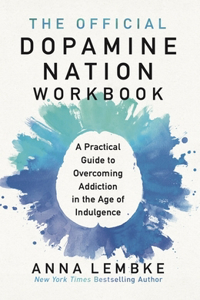 THE OFFICIAL
DOPAMINE
NATION
WORKBOOK
A Practical
Guide to
Overcoming
Addiction
in the Age of
Indulgence
ANNA LEMBKE
New York Times Bestselling Author